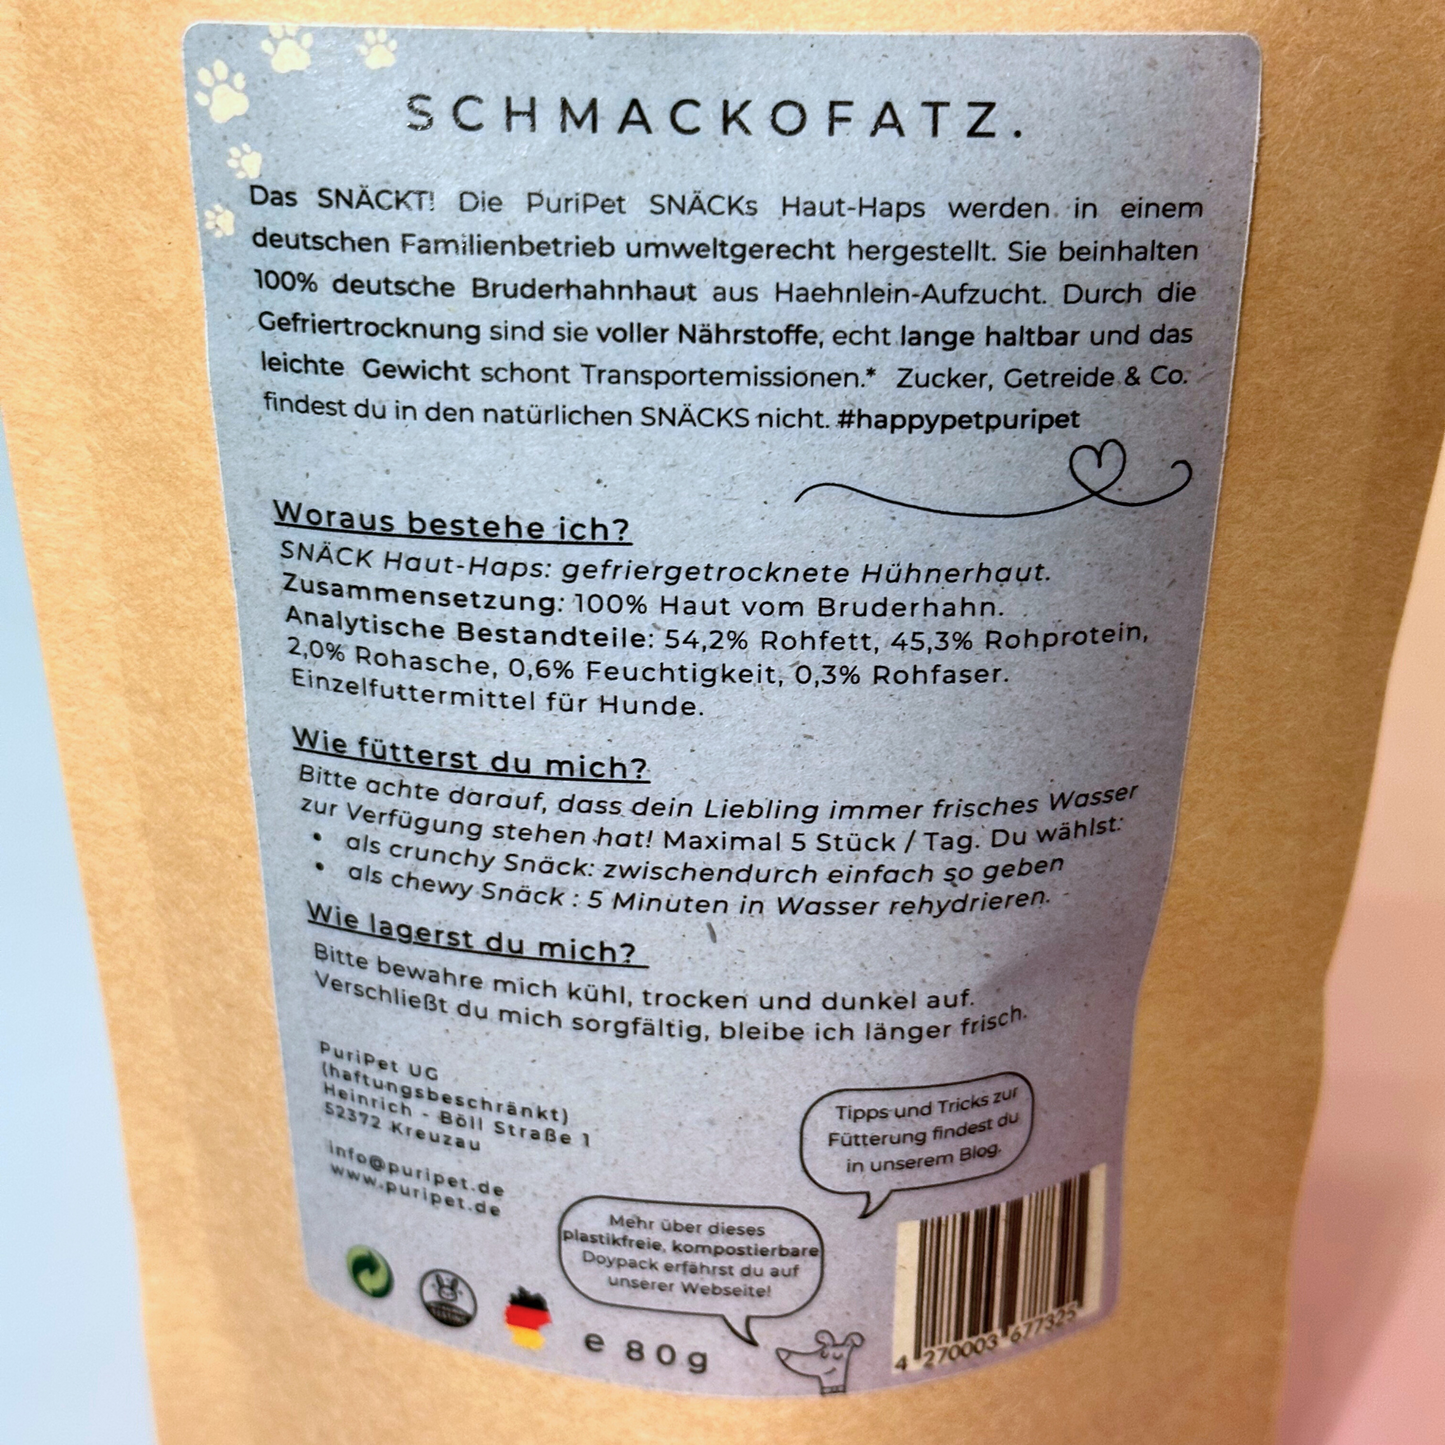 SCHMACKOFATZ.
Das SNÄCKT! Die PuriPet SNÄCKs Haut-Haps werden in einem
deutschen Familienbetrieb umweltgerecht hergestellt. Sie beinhalten
100% deutsche Bruderhahnhaut aus Haehnlein-Aufzucht. Durch die
Gefriertrocknung sind sie voller Nährstoffe, echt lange haltbar und das
leichte Gewicht schont Transportemissionen.* Zucker, Getreide & Co.
findest du in den natürlichen SNÄCKS nicht. #happypetpuripet
Woraus bestehe ich?
SNÄCK Haut-Haps: gefriergetrocknete Hühnerhaut.
Zusammensetzung: 100% Haut vom Bruderhahn.
Analytische Bestandteile: 54,2% Rohfett, 45,3% Rohprotein,
2,0% Rohasche, 0,6% Feuchtigkeit, 0,3% Rohfaser.
Einzelfuttermittel für Hunde.
Wie fütterst du mich?
Bitte achte darauf, dass dein Liebling immer frisches Wasser
zur Verfügung stehen hat! Maximal 5 Stück / Tag. Du wählst:
• als crunchy Snäck: zwischendurch einfach so geben
• als chewy Snäck : 5 Minuten in Wasser rehydrieren.
Wie lagerst du mich?
Bitte bewahre mich kühl, trocken und dunkel auf.
Verschließt du mich sorgfältig, bleibe ich länger frisch.
PuriPet UG
(haftungsbeschränkt)
Heinrich - Böll Straße 1
52372 Kreuzau
info@puripet.de
www.puripet.de
Tipps und Tricks zur
Fütterung findest du
in unserem Blog.
Mehr über dieses
plastikfreie, kompostierbare
Doypack erfährst du auf
unserer Webseite!
e 80g
4 270003 677325